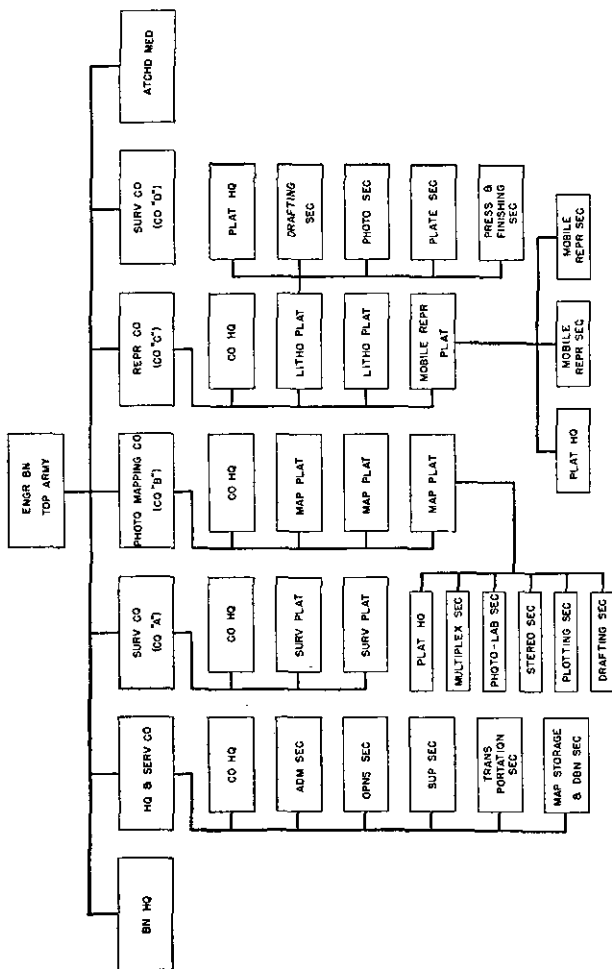 ENGR BN
TOP ARMY
BN HQ
HQ & SERV CO
SURV CO
(CO "A")
PHOTO MAPPING CO
(CO "B")
REPR CO
(CO "C")
SURV CO
(CO "D")
ATCHD MED
CO HQ
ADM SEC
OPNS SEC
SUP SEC
TRANS
PORTATION
SEC
MAP STORAGE
& DBN SEC
CO HQ
SURV PLAT
SURV PLAT
CO HQ
MAP PLAT
MAP PLAT
MAP PLAT
PLAT HQ
MULTIPLEX SEC
PHOTO-LAB SEC
STEREO SEC
PLOTTING SEC
DRAFTING SEC
CO HQ
LITHO PLAT
LITHO PLAT
MOBILE REPR
PLAT
PLAT HQ
DRAFTING
SEC
PHOTO SEC
PLATE SEC
PRESS &
FINISHING
SEC
PLAT HQ
MOBILE
REPR SEC
MOBILE
REPR SEC